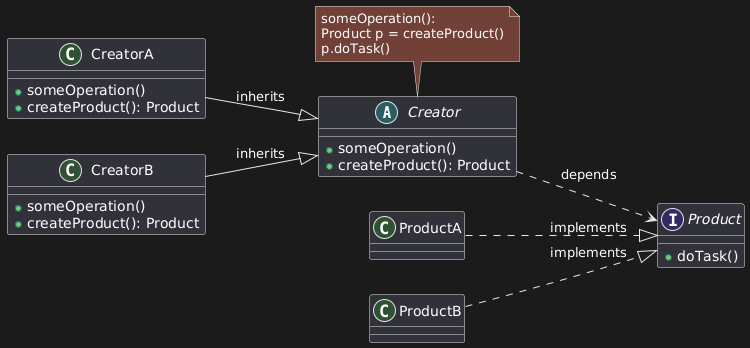 someOperation():
Product p = createProduct()
p.doTask()
C CreatorA
someOperation()
createProduct(): Product
inherits
A Creator
someOperation()
createProduct(): Product
C CreatorB
someOperation()
createProduct(): Product
inherits
depends
C ProductA
implements
I Product
doTask()
implements
C ProductB